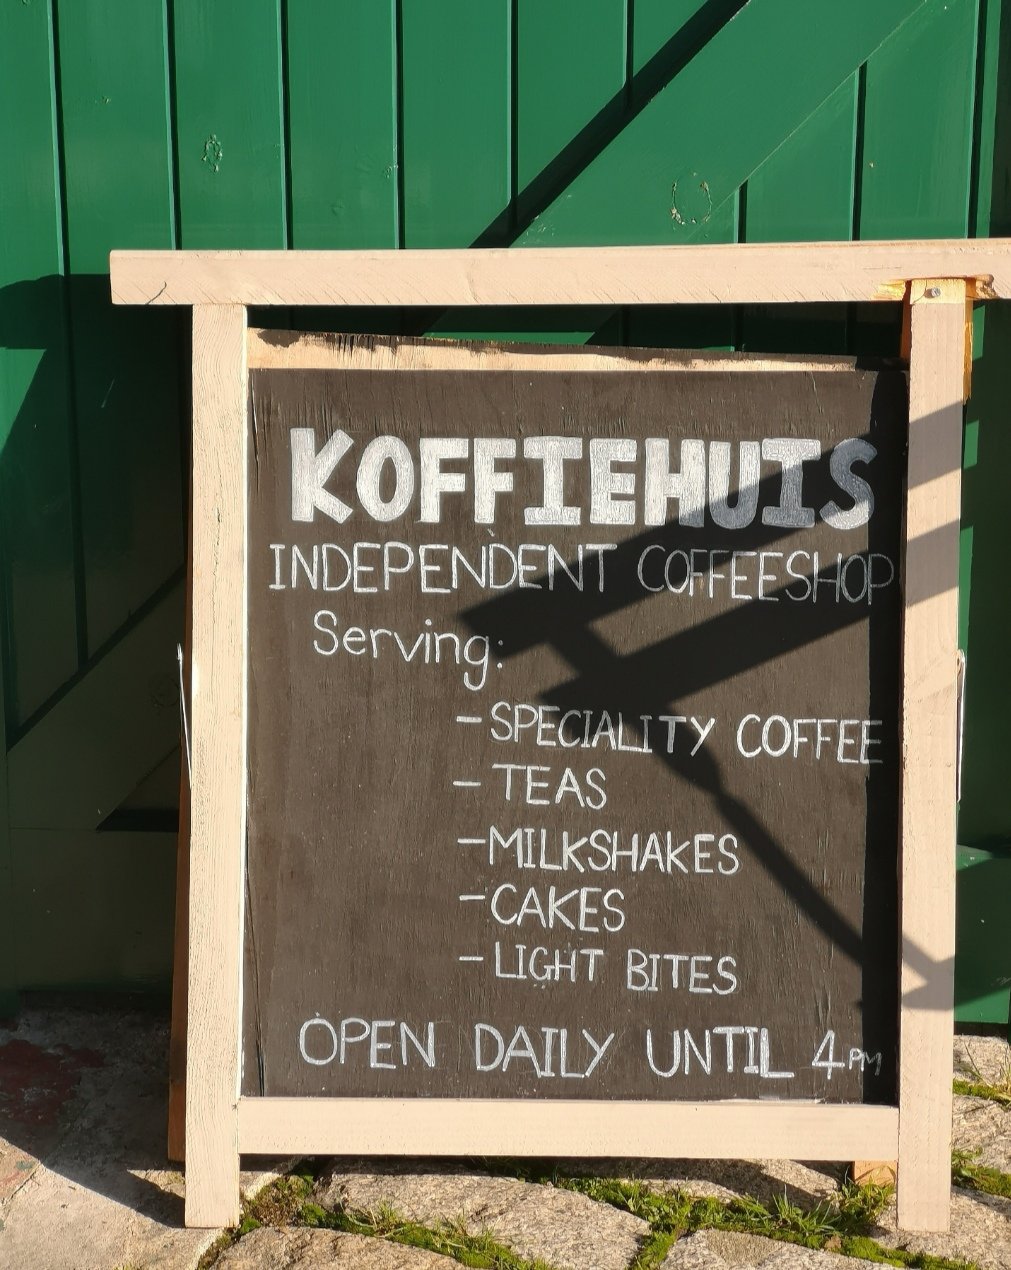 KOFFIEHUIS
INDEPENDENT COFFEESHOP
Serving:
- SPECIALITY COFFEE
- TEAS
- MILKSHAKES
- CAKES
- LIGHT BITES
OPEN DAILY UNTIL 4PM